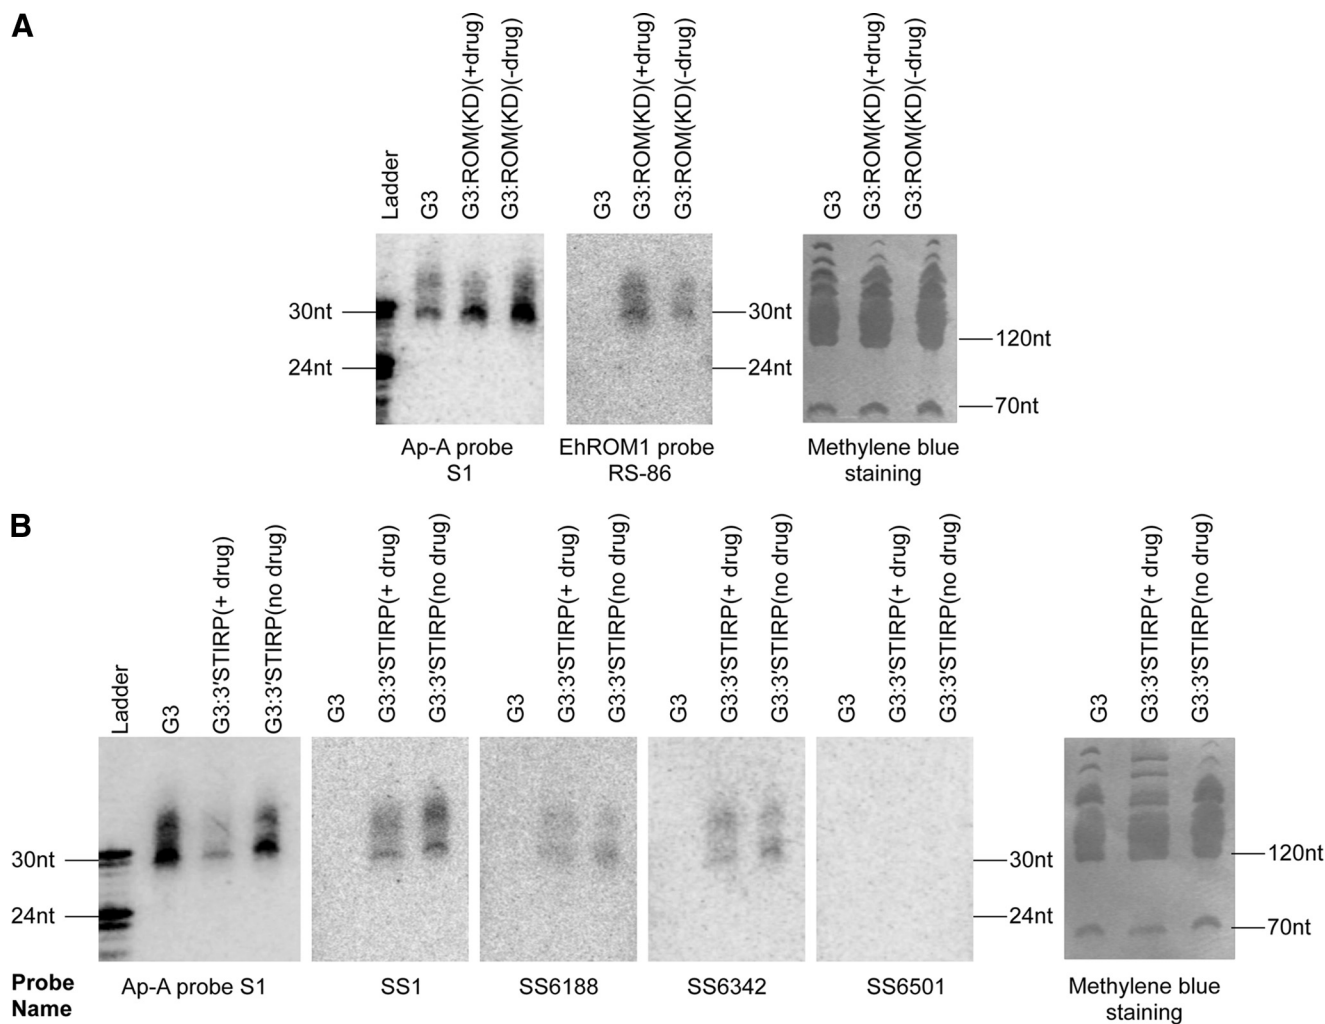 A
Ladder
G3
G3:ROM(KD)(+drug)
G3:ROM(KD)(-drug)
G3
G3:ROM(KD)(+drug)
G3:ROM(KD)(-drug)
G3
G3:ROM(KD)(+drug)
G3:ROM(KD)(-drug)
30nt
24nt
30nt
24nt
120nt
70nt
Ap-A probe
S1
EhROM1 probe
RS-86
Methylene blue
staining
B
Ladder
G3
G3:3'STIRP(+ drug)
G3:3'STIRP(no drug)
G3
G3:3'STIRP(+ drug)
G3:3'STIRP(no drug)
G3
G3:3'STIRP(+ drug)
G3:3'STIRP(no drug)
G3
G3:3'STIRP(+ drug)
G3:3'STIRP(no drug)
G3
G3:3'STIRP(+ drug)
G3:3'STIRP(no drug)
G3
G3:3'STIRP(+ drug)
G3:3'STIRP(no drug)
30nt
24nt
30nt
24nt
120nt
70nt
Probe
Name
Ap-A probe S1
SS1
SS6188
SS6342
SS6501
Methylene blue
staining